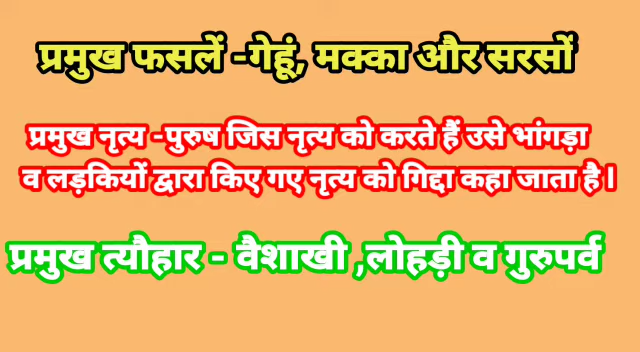 प्रमुख फसलें -गेहूं, मक्का और सरसों
प्रमुख नृत्य -पुरुष जिस नृत्य को करते हैं उसे भांगड़ा
व लड़कियों द्वारा किए गए नृत्य को गिद्दा कहा जाता है l
प्रमुख त्यौहार - वैशाखी ,लोहड़ी व गुरुपर्व